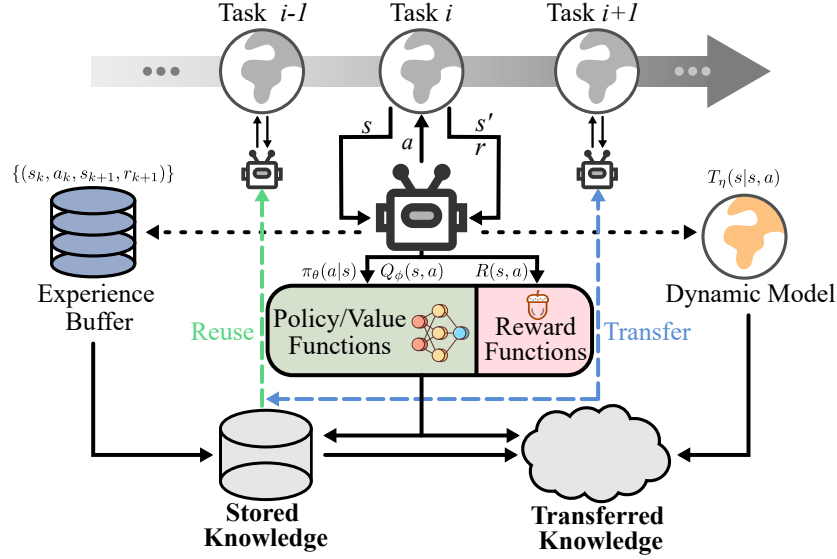 Task i-1
Task i
Task i+1
s
a
s'
r
{(s_k, a_k, s_{k+1}, r_{k+1})}
T_η(s|s, a)
π_θ(a|s)
Q_ϕ(s, a)
R(s, a)
Experience
Buffer
Policy/Value
Functions
Reward
Functions
Dynamic Model
Reuse
Transfer
Stored
Knowledge
Transferred
Knowledge